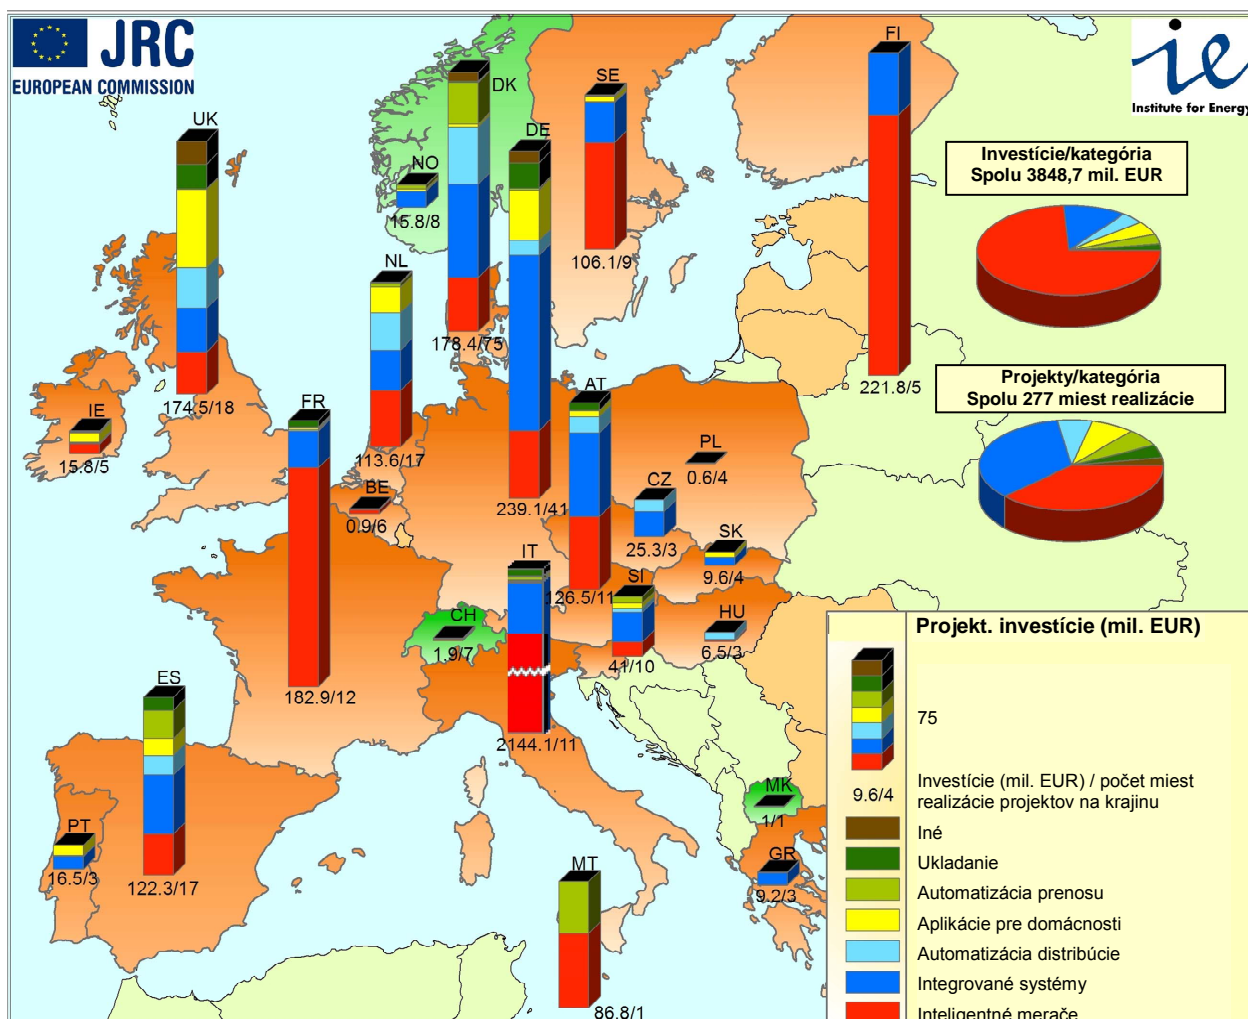 JRC
EUROPEAN COMMISSION
ie
Institute for Energy
FI
DK
SE
UK
DE
NO
15.8/8
Investície/kategória
Spolu 3848,7 mil. EUR
106.1/9
NL
178.4/75
221.8/5
Projekty/kategória
Spolu 277 miest realizácie
AT
174.5/18
FR
IE
15.8/5
113.6/17
PL
0.6/4
CZ
BE
0.9/6
239.1/41
25.3/3
SK
9.6/4
IT
SI
126.5/11
HU
6.5/3
CH
1.9/7
41/10
ES
182.9/12
2144.1/11
MK
1/1
PT
16.5/3
122.3/17
MT
GR
9.2/3
86.8/1
Projekt. investície (mil. EUR)
75
9.6/4
Investície (mil. EUR) / počet miest
realizácie projektov na krajinu
Iné
Ukladanie
Automatizácia prenosu
Aplikácie pre domácnosti
Automatizácia distribúcie
Integrované systémy
Inteligentné merače